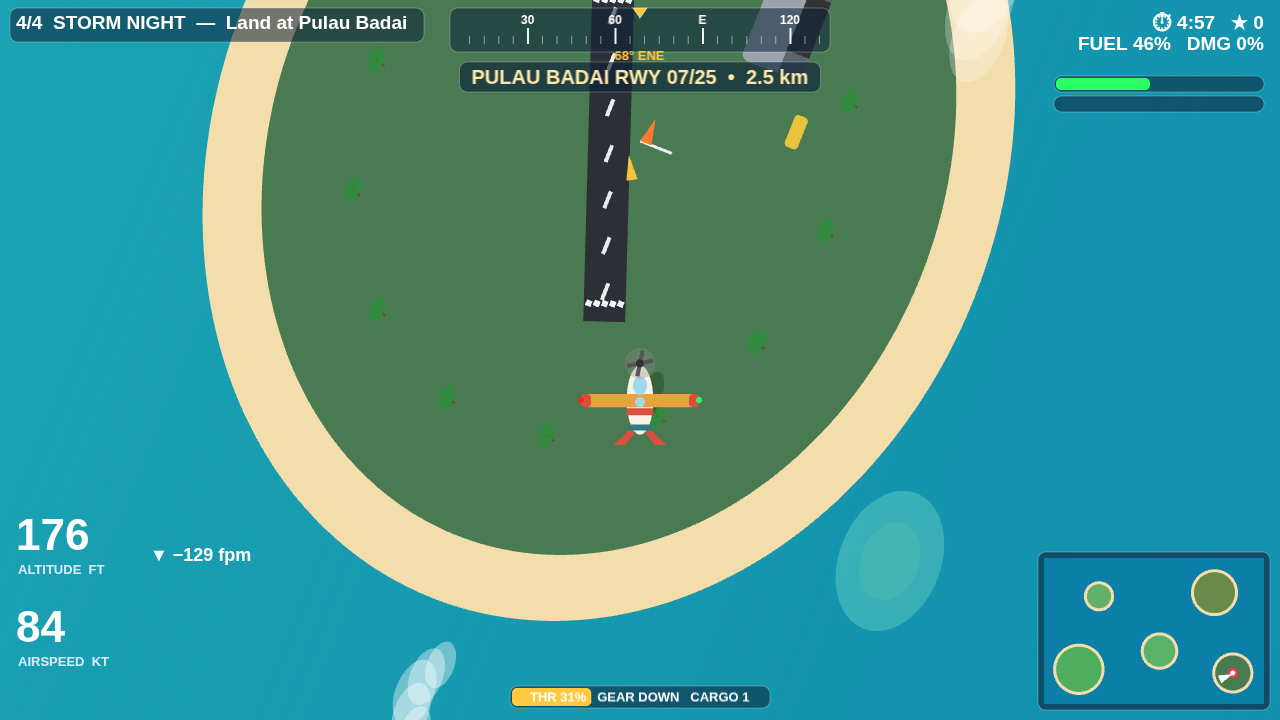 4/4 STORM NIGHT — Land at Pulau Badai
30 60 E 120
68° ENE
PULAU BADAI RWY 07/25 • 2.5 km
⏱ 4:57 ★ 0
FUEL 46% DMG 0%
176
ALTITUDE FT
▼ −129 fpm
84
AIRSPEED KT
THR 31% GEAR DOWN CARGO 1